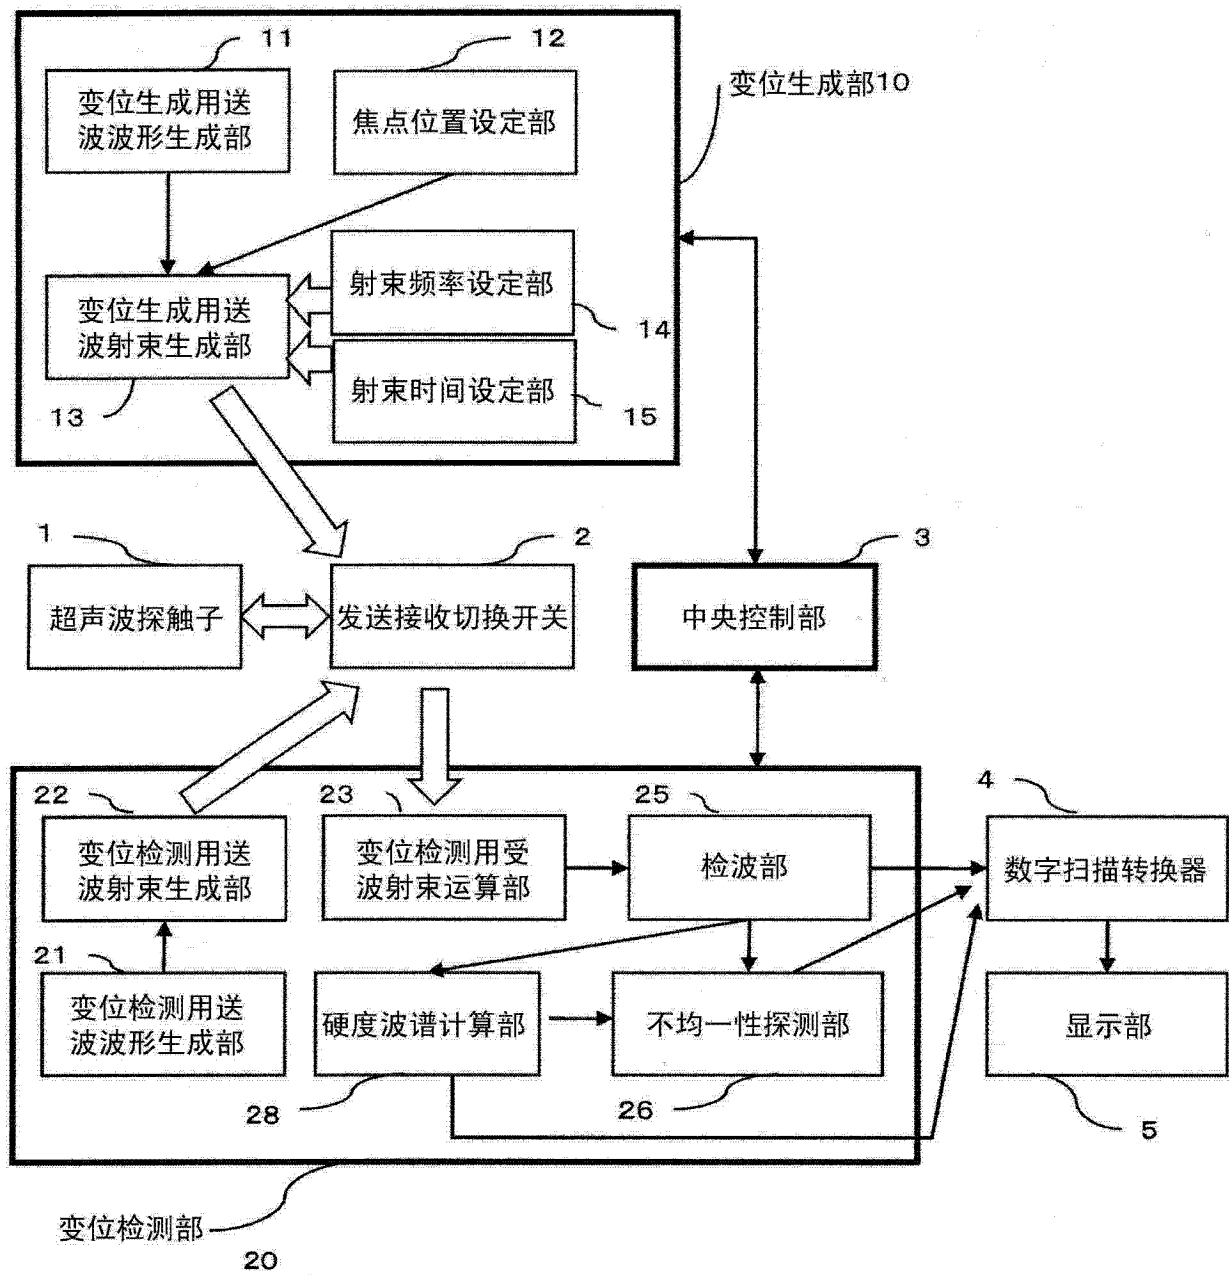 11
12
变位生成部10
变位生成用送
波波形生成部
焦点位置设定部
射束频率设定部
14
变位生成用送
波射束生成部
13
射束时间设定部
15
1
2
3
超声波探触子
发送接收切换开关
中央控制部
22
23
25
4
变位检测用送
波射束生成部
变位检测用受
波射束运算部
检波部
数字扫描转换器
21
变位检测用送
波波形生成部
硬度波谱计算部
不均一性探测部
显示部
28
26
5
变位检测部
20